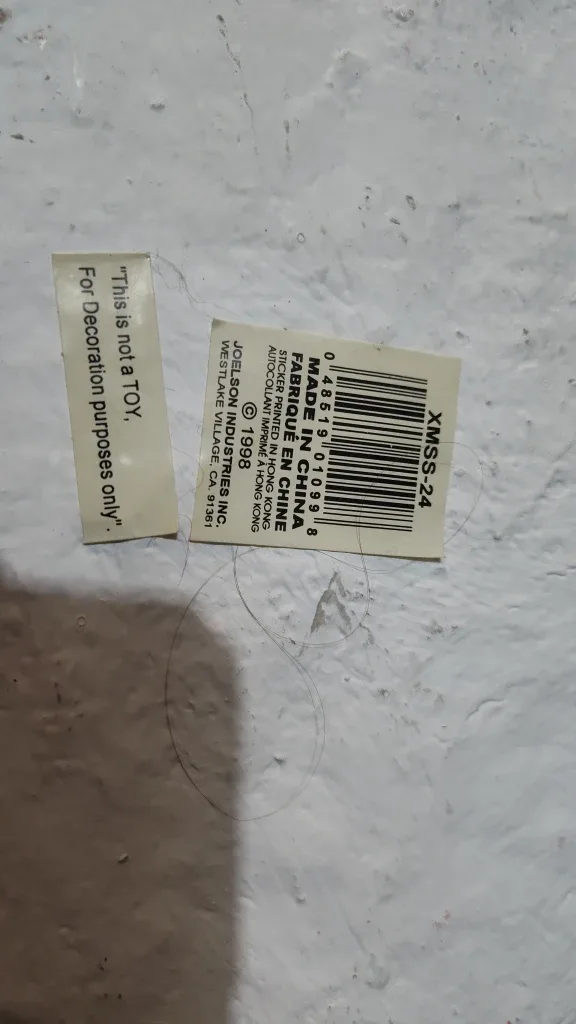 "This is not a TOY,
For Decoration purposes only".
XMSS-24
0 48519 01099 8
MADE IN CHINA
FABRIQUÉ EN CHINE
STICKER PRINTED IN HONG KONG
AUTOCOLLANT IMPRIMÉ À HONG KONG
© 1998
JOELSON INDUSTRIES INC.
WESTLAKE VILLAGE, CA. 91361